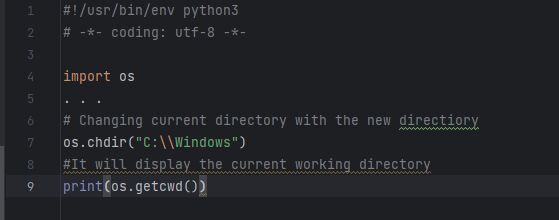 1 #!/usr/bin/env python3
2 # -*- coding: utf-8 -*-
3
4 import os
5 . . .
6 # Changing current directory with the new directiory
7 os.chdir("C:\\Windows")
8 #It will display the current working directory
9 print(os.getcwd())